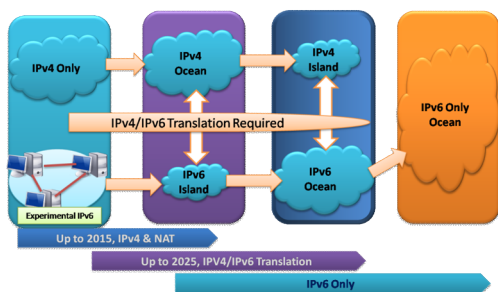 IPv4 Only
IPv4
Ocean
IPv4
Island
IPv6 Only
Ocean
IPv4/IPv6 Translation Required
IPv6
Island
IPv6
Ocean
Experimental IPv6
Up to 2015, IPv4 & NAT
Up to 2025, IPV4/IPv6 Translation
IPv6 Only